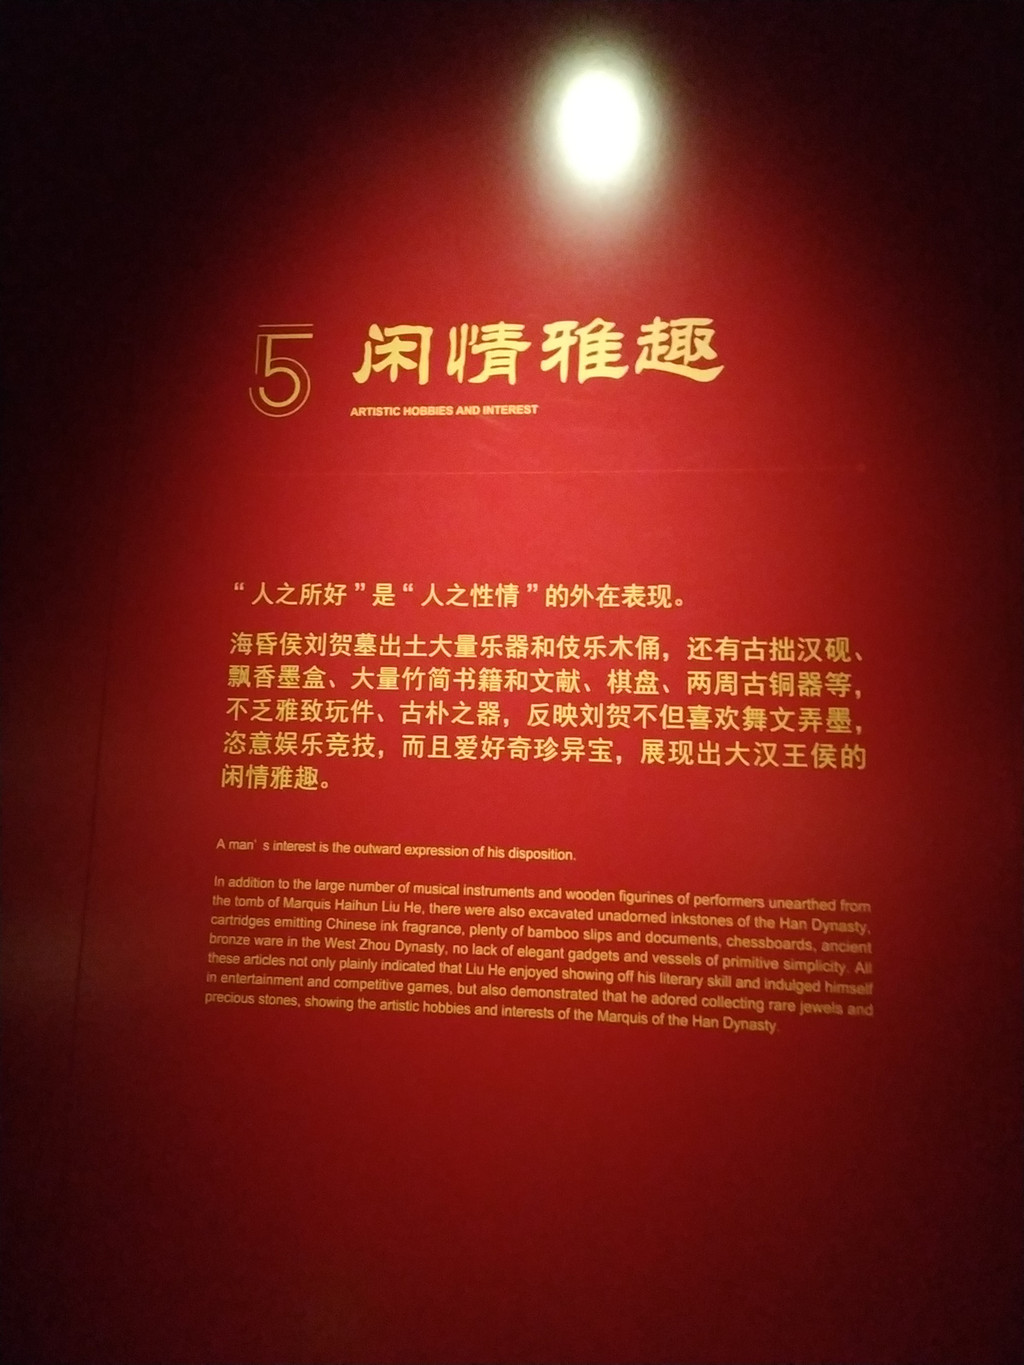 5 闲情雅趣
ARTISTIC HOBBIES AND INTEREST
“人之所好”是“人之性情”的外在表现。
海昏侯刘贺墓出土大量乐器和伎乐木俑，还有古拙汉砚、
飘香墨盒、大量竹简书籍和文献、棋盘、两周古铜器等，
不乏雅致玩件、古朴之器，反映刘贺不但喜欢舞文弄墨，
恣意娱乐竞技，而且爱好奇珍异宝，展现出大汉王侯的
闲情雅趣。
A man’s interest is the outward expression of his disposition.
In addition to the large number of musical instruments and wooden figurines of performers unearthed from
the tomb of Marquis Haihun Liu He, there were also excavated unadorned inkstones of the Han Dynasty,
cartridges emitting Chinese ink fragrance, plenty of bamboo slips and documents, chessboards, ancient
bronze ware in the West Zhou Dynasty, no lack of elegant gadgets and vessels of primitive simplicity. All
these articles not only plainly indicated that Liu He enjoyed showing off his literary skill and indulged himself
in entertainment and competitive games, but also demonstrated that he adored collecting rare jewels and
precious stones, showing the artistic hobbies and interests of the Marquis of the Han Dynasty.